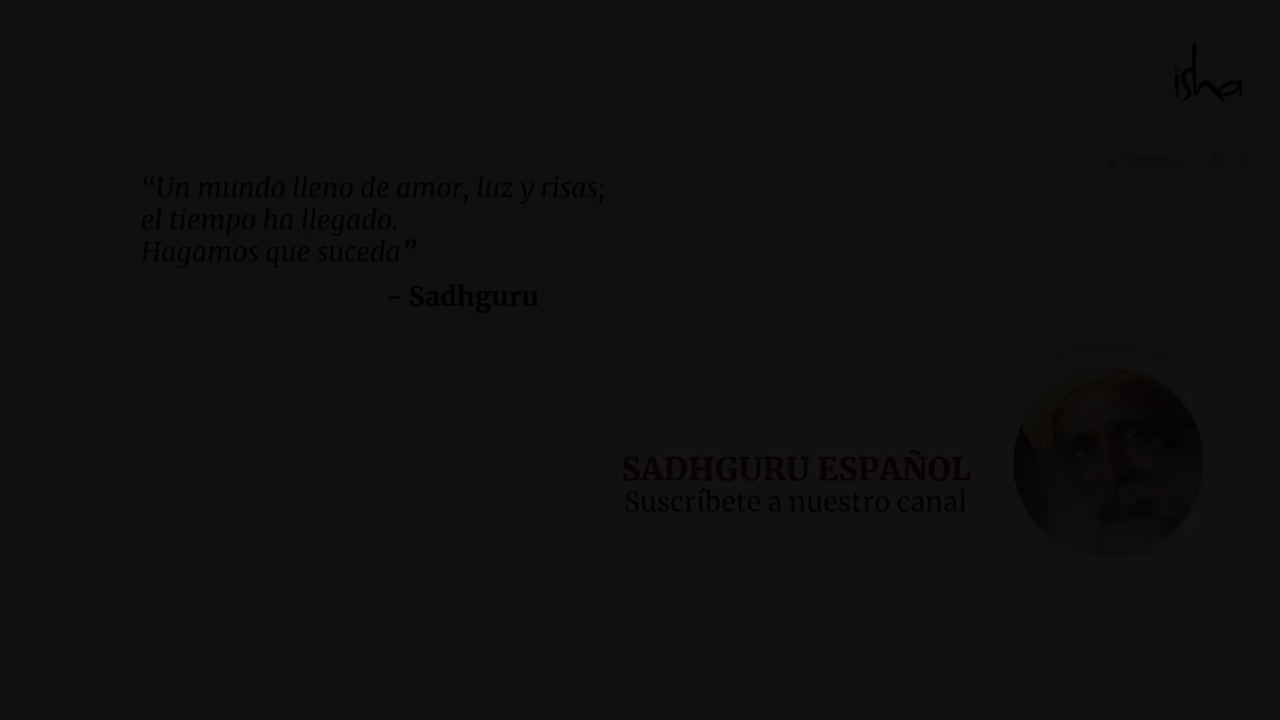 isha
“Un mundo lleno de amor, luz y risas;
el tiempo ha llegado.
Hagamos que suceda”
- Sadhguru
SADHGURU ESPAÑOL
Suscríbete a nuestro canal